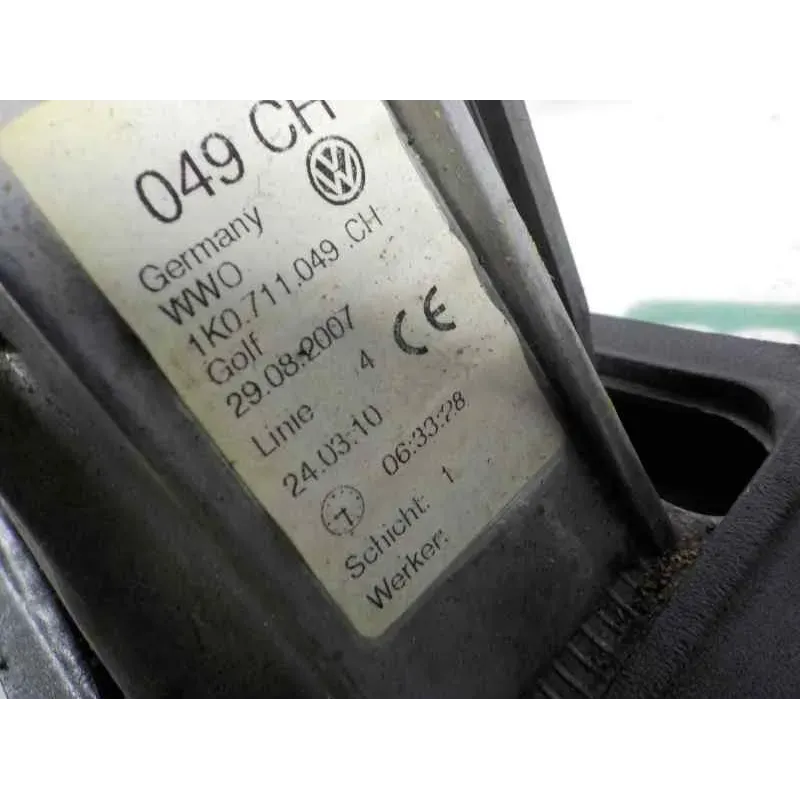 049 CH
Germany
WWO
1K0.711.049 .CH
Golf
29.08.2007
Linie 4
24.03.10 06:33:28
Schicht: 1
Werker: